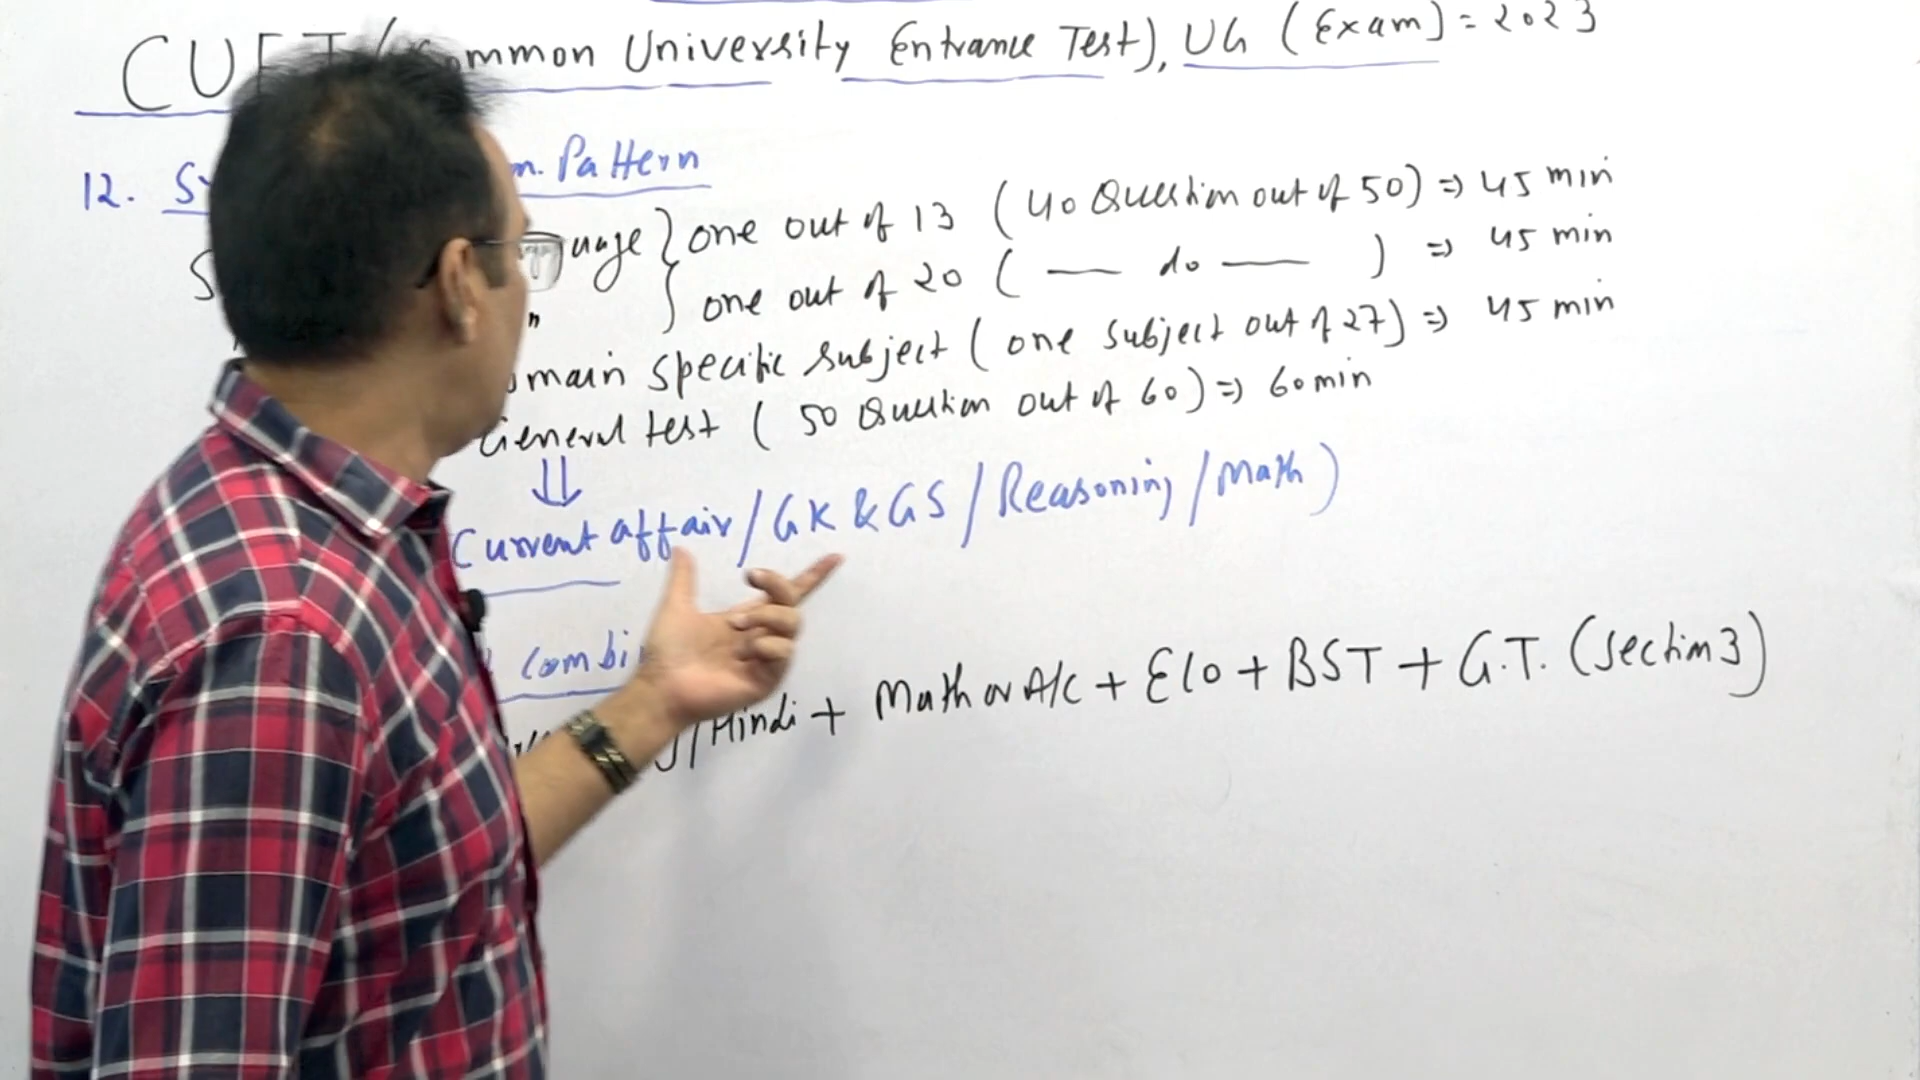 CUET (Common University Entrance Test), UG (Exam) = 2023
12. m. Pattern
uage } one out of 13 (40 Question out of 50) ⇒ 45 min
one out of 20 ( —— do —— ) ⇒ 45 min
main specific subject (one subject out of 27) ⇒ 45 min
General test (50 Question out of 60) ⇒ 60 min
⇓
Current affair / GK & GS / Reasoning / Math )
combi
/Hindi + Math or A/c + Eco + BST + G.T. (Section 3)